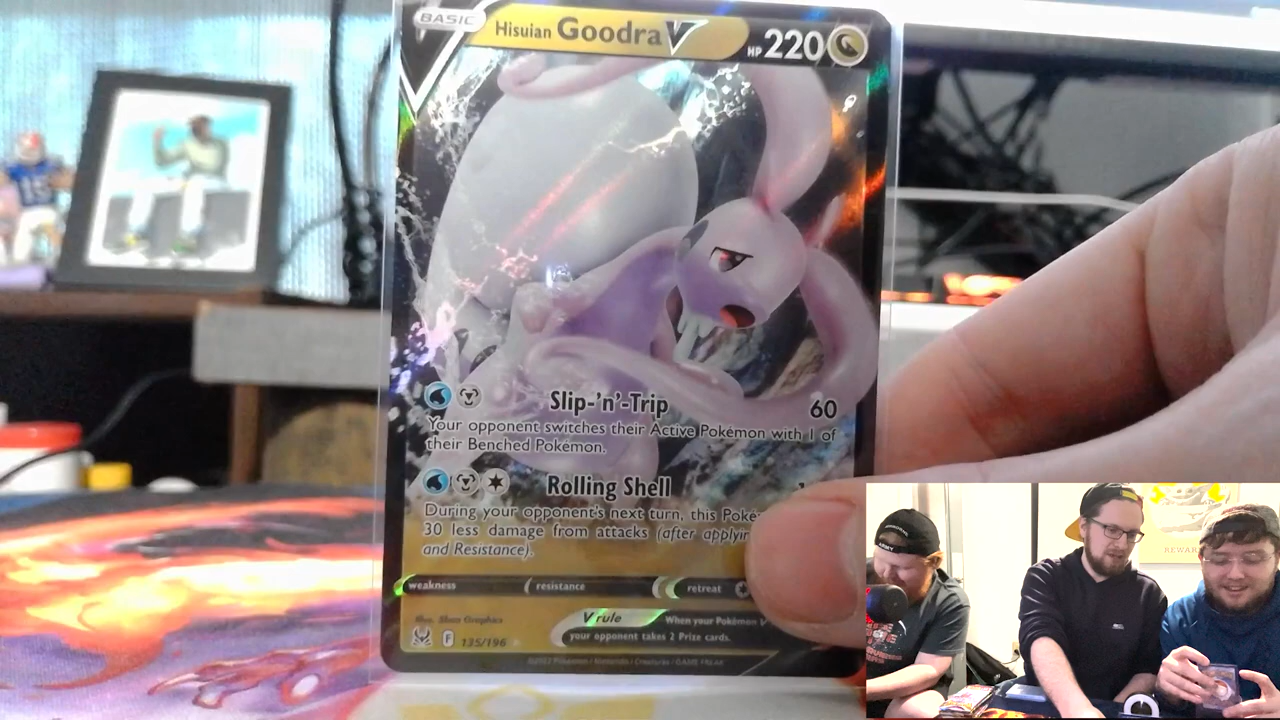 BASIC
Hisuian Goodra V HP 220
Slip-'n'-Trip 60
Your opponent switches their Active Pokémon with 1 of
their Benched Pokémon.
Rolling Shell
During your opponent's next turn, this Poké
30 less damage from attacks (after applyin
and Resistance).
weakness resistance retreat
Illus. Shun Graphics
V rule When your Pokémon V
your opponent takes 2 Prize cards.
F 135/196
©2022 Pokémon / Nintendo / Creatures / GAME FREAK
15
REWAR